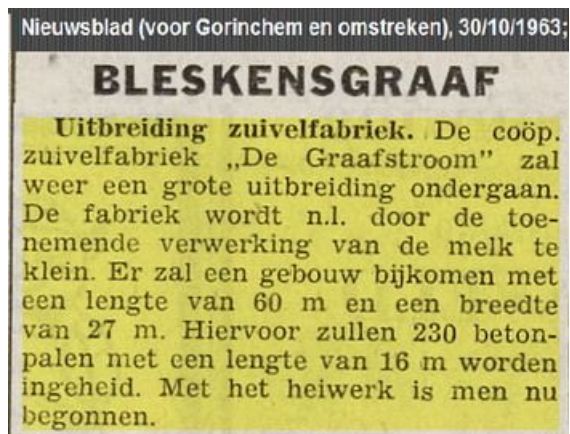 Nieuwsblad (voor Gorinchem en omstreken), 30/10/1963;
BLESKENSGRAAF
Uitbreiding zuivelfabriek. De coöp.
zuivelfabriek „De Graafstroom” zal
weer een grote uitbreiding ondergaan.
De fabriek wordt n.l. door de toe-
nemende verwerking van de melk te
klein. Er zal een gebouw bijkomen met
een lengte van 60 m en een breedte
van 27 m. Hiervoor zullen 230 beton-
palen met een lengte van 16 m worden
ingeheid. Met het heiwerk is men nu
begonnen.